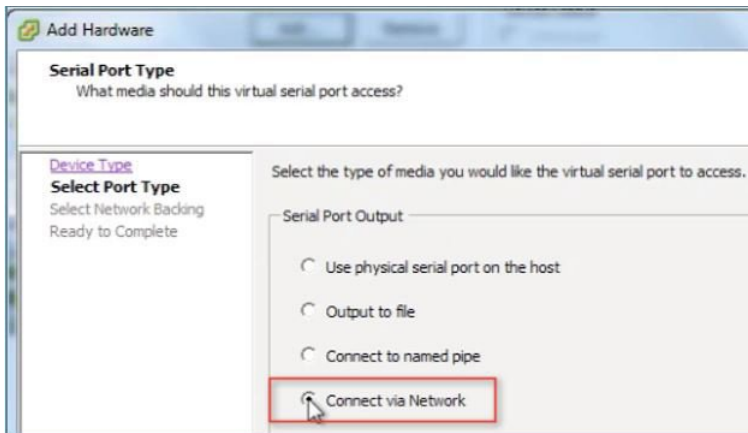 Add Hardware
Serial Port Type
What media should this virtual serial port access?
Device Type
Select Port Type
Select Network Backing
Ready to Complete
Select the type of media you would like the virtual serial port to access.
Serial Port Output
Use physical serial port on the host
Output to file
Connect to named pipe
Connect via Network